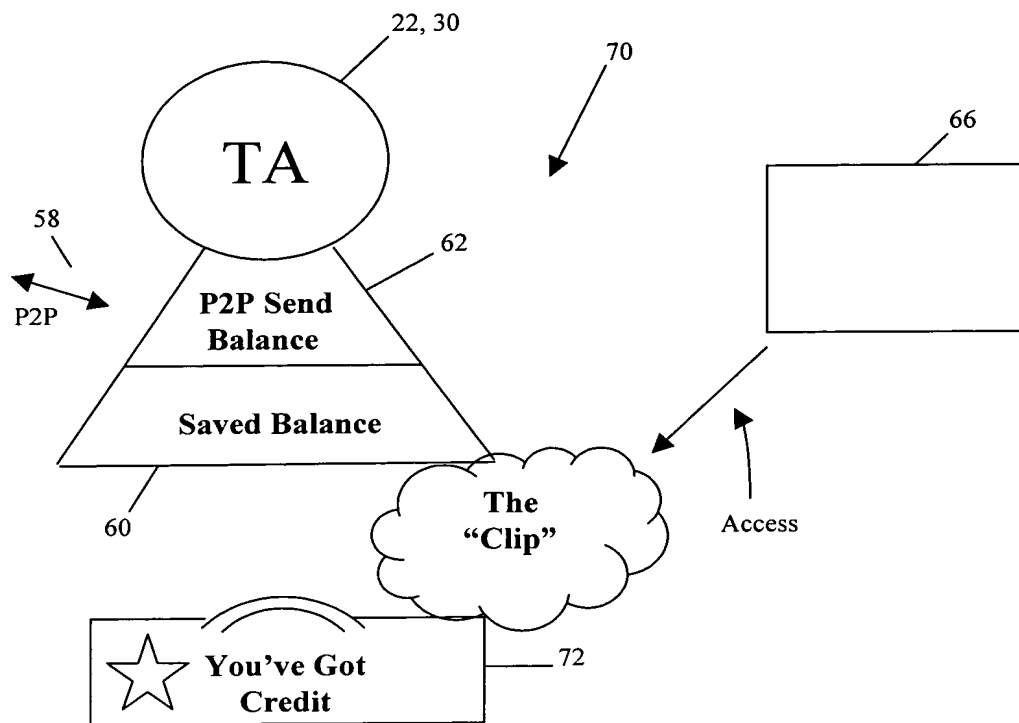 22, 30
TA
70
66
58
P2P
62
P2P Send
Balance
Saved Balance
60
The
“Clip”
Access
You’ve Got
Credit
72